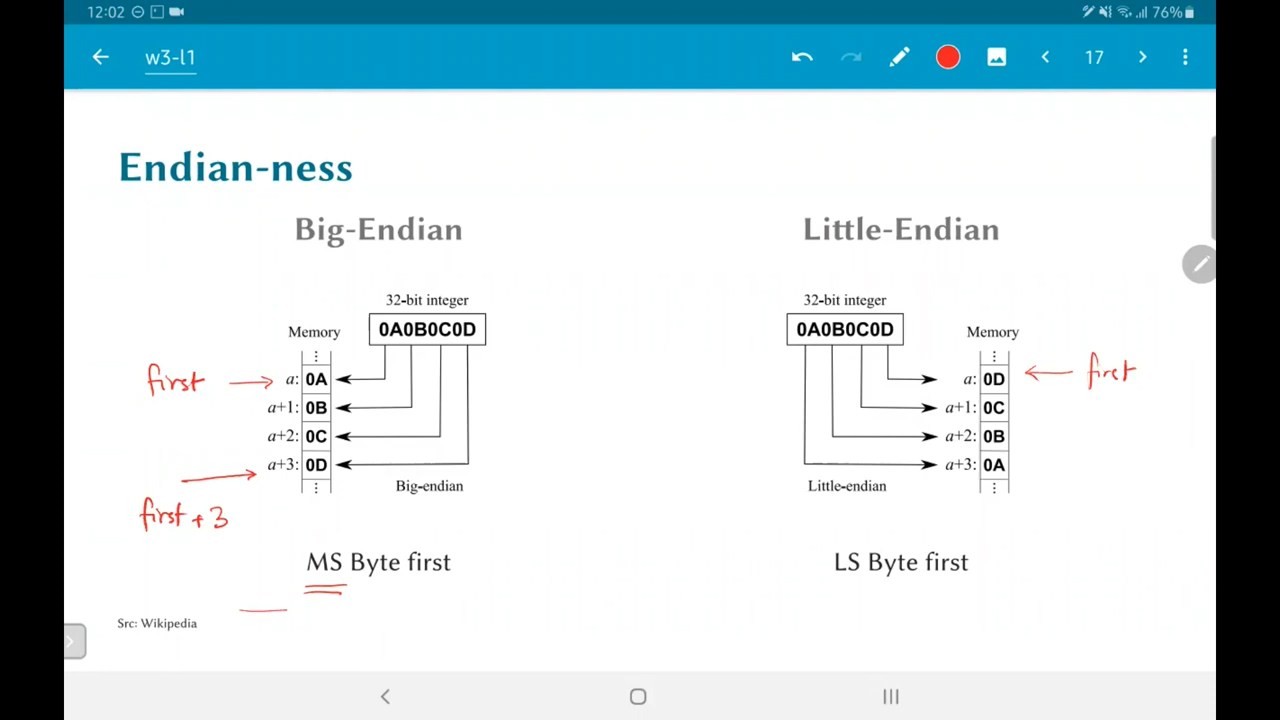 12:02 76%
w3-l1 17
Endian-ness
Big-Endian
32-bit integer
Memory 0A0B0C0D
first a: 0A
a+1: 0B
a+2: 0C
a+3: 0D
first + 3
Big-endian
MS Byte first
Little-Endian
32-bit integer
0A0B0C0D Memory
a: 0D first
a+1: 0C
a+2: 0B
a+3: 0A
Little-endian
LS Byte first
Src: Wikipedia